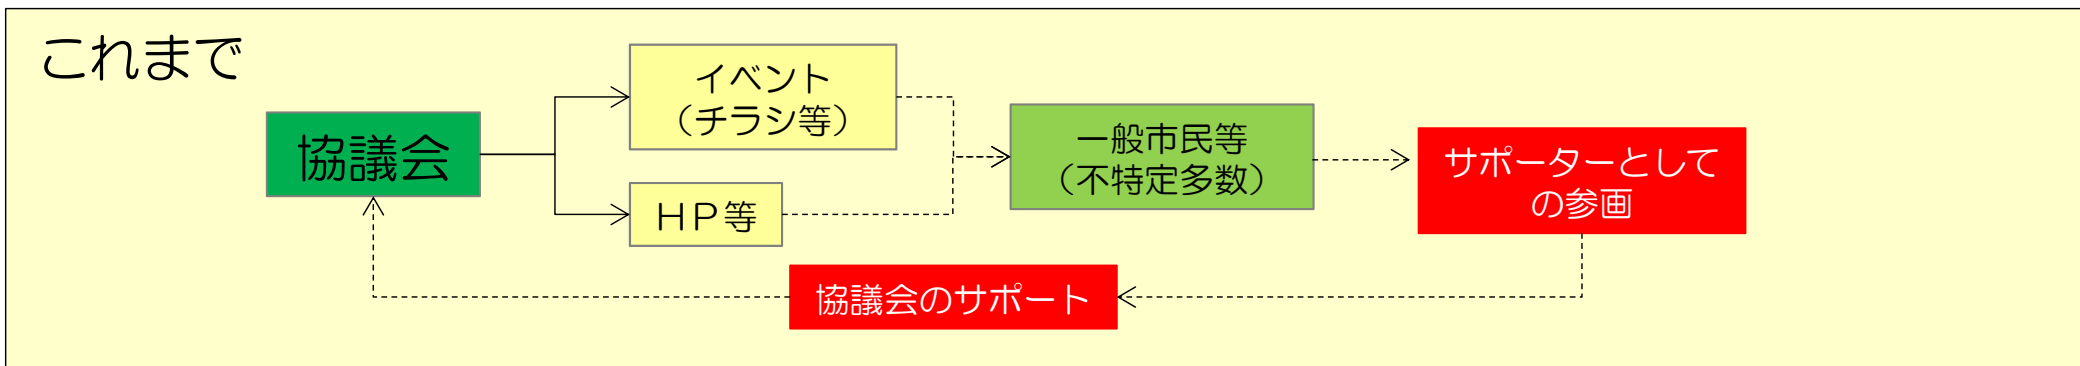 これまで
協議会
イベント
（チラシ等）
ＨＰ等
一般市民等
（不特定多数）
サポーターとして
の参画
協議会のサポート